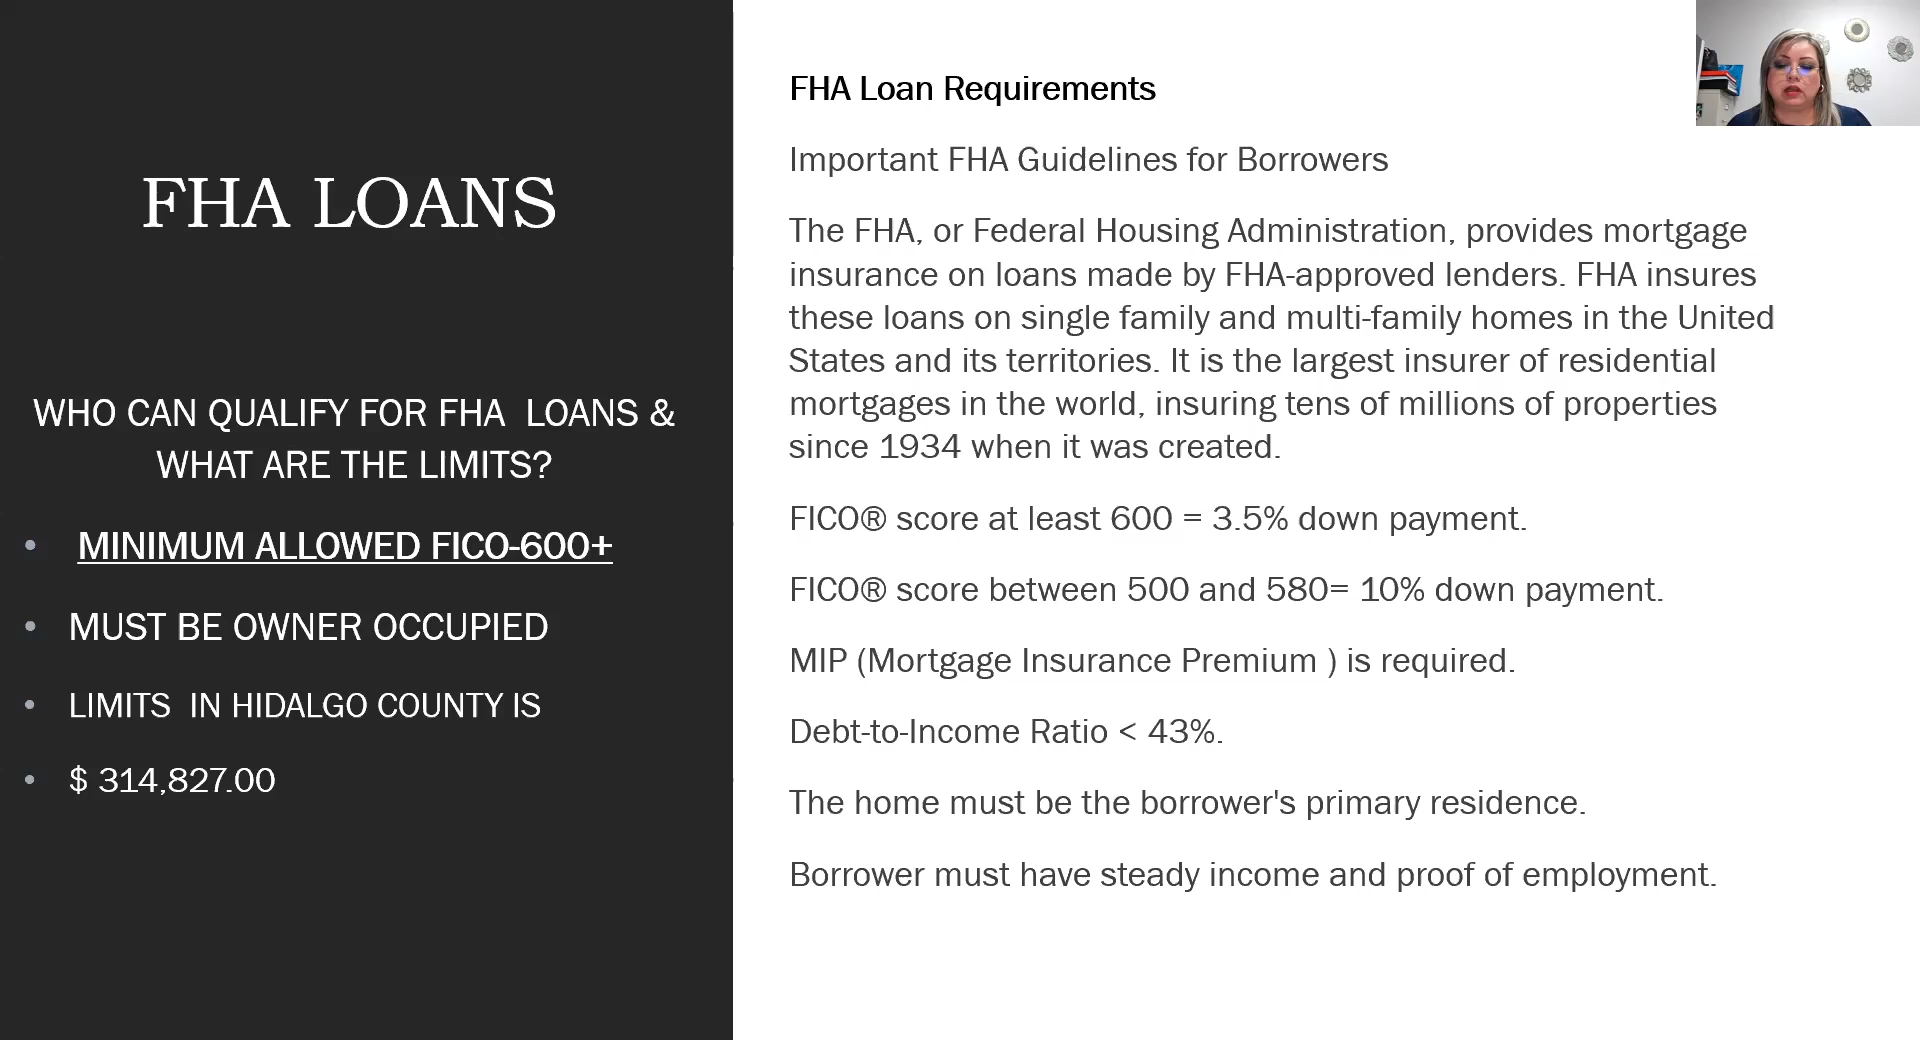 FHA LOANS
WHO CAN QUALIFY FOR FHA LOANS &
WHAT ARE THE LIMITS?
• MINIMUM ALLOWED FICO-600+
• MUST BE OWNER OCCUPIED
• LIMITS IN HIDALGO COUNTY IS
• $ 314,827.00
FHA Loan Requirements
Important FHA Guidelines for Borrowers
The FHA, or Federal Housing Administration, provides mortgage
insurance on loans made by FHA-approved lenders. FHA insures
these loans on single family and multi-family homes in the United
States and its territories. It is the largest insurer of residential
mortgages in the world, insuring tens of millions of properties
since 1934 when it was created.
FICO® score at least 600 = 3.5% down payment.
FICO® score between 500 and 580= 10% down payment.
MIP (Mortgage Insurance Premium ) is required.
Debt-to-Income Ratio < 43%.
The home must be the borrower's primary residence.
Borrower must have steady income and proof of employment.